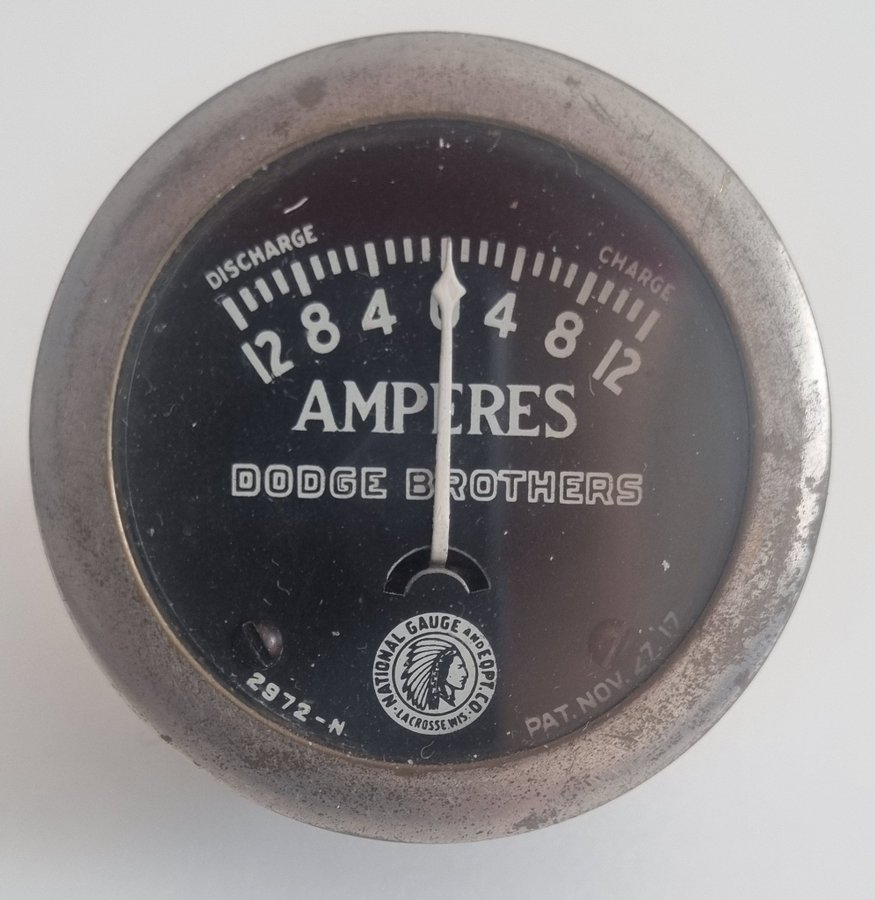 DISCHARGE CHARGE
12 8 4 0 4 8 12
AMPERES
DODGE BROTHERS
NATIONAL GAUGE AND EQPT. CO.
LACROSSE WIS.
2972-N
PAT. NOV. 27. 17